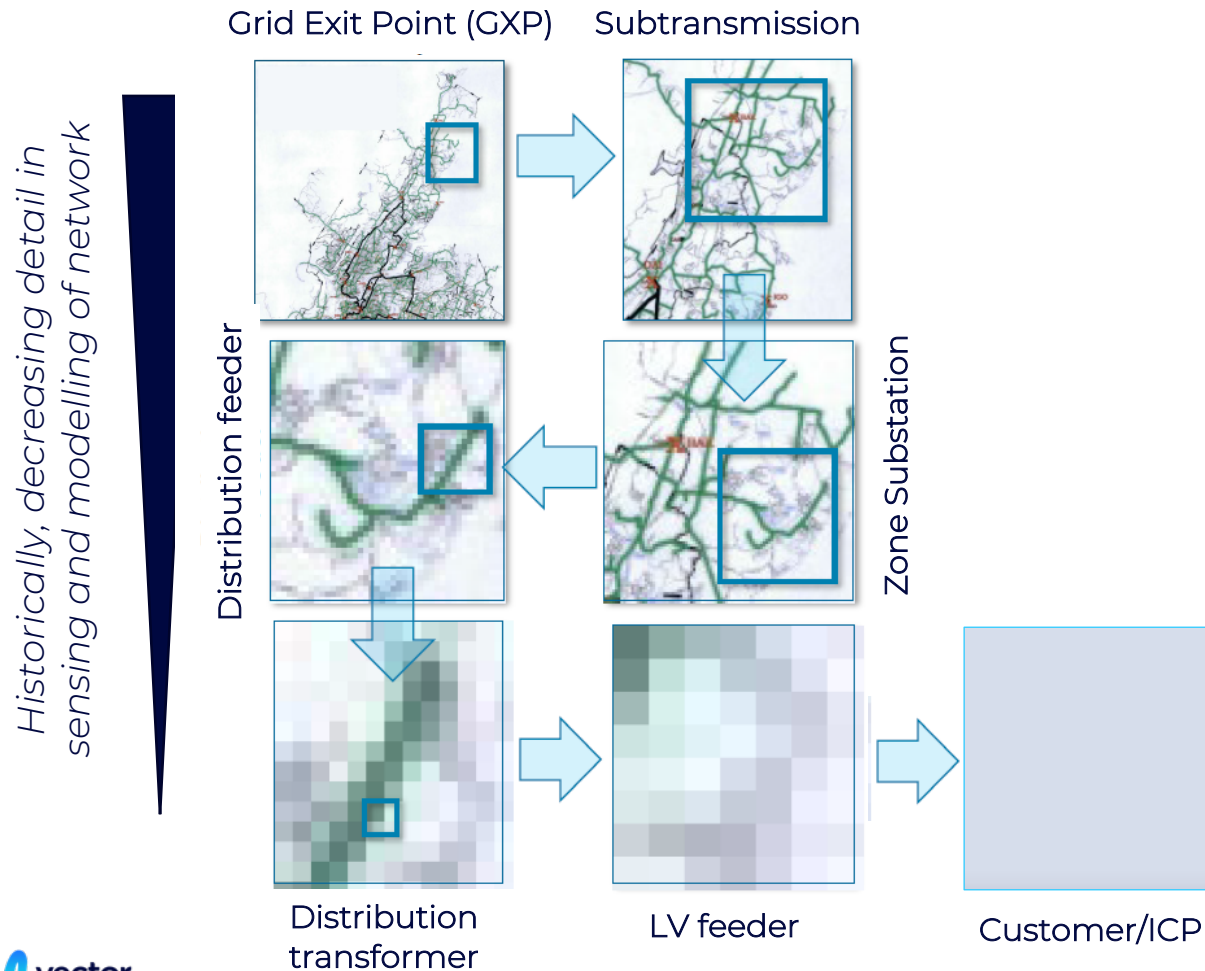 Grid Exit Point (GXP)
Subtransmission
Historically, decreasing detail in
sensing and modelling of network
Distribution feeder
Zone Substation
Distribution
transformer
LV feeder
Customer/ICP
vector